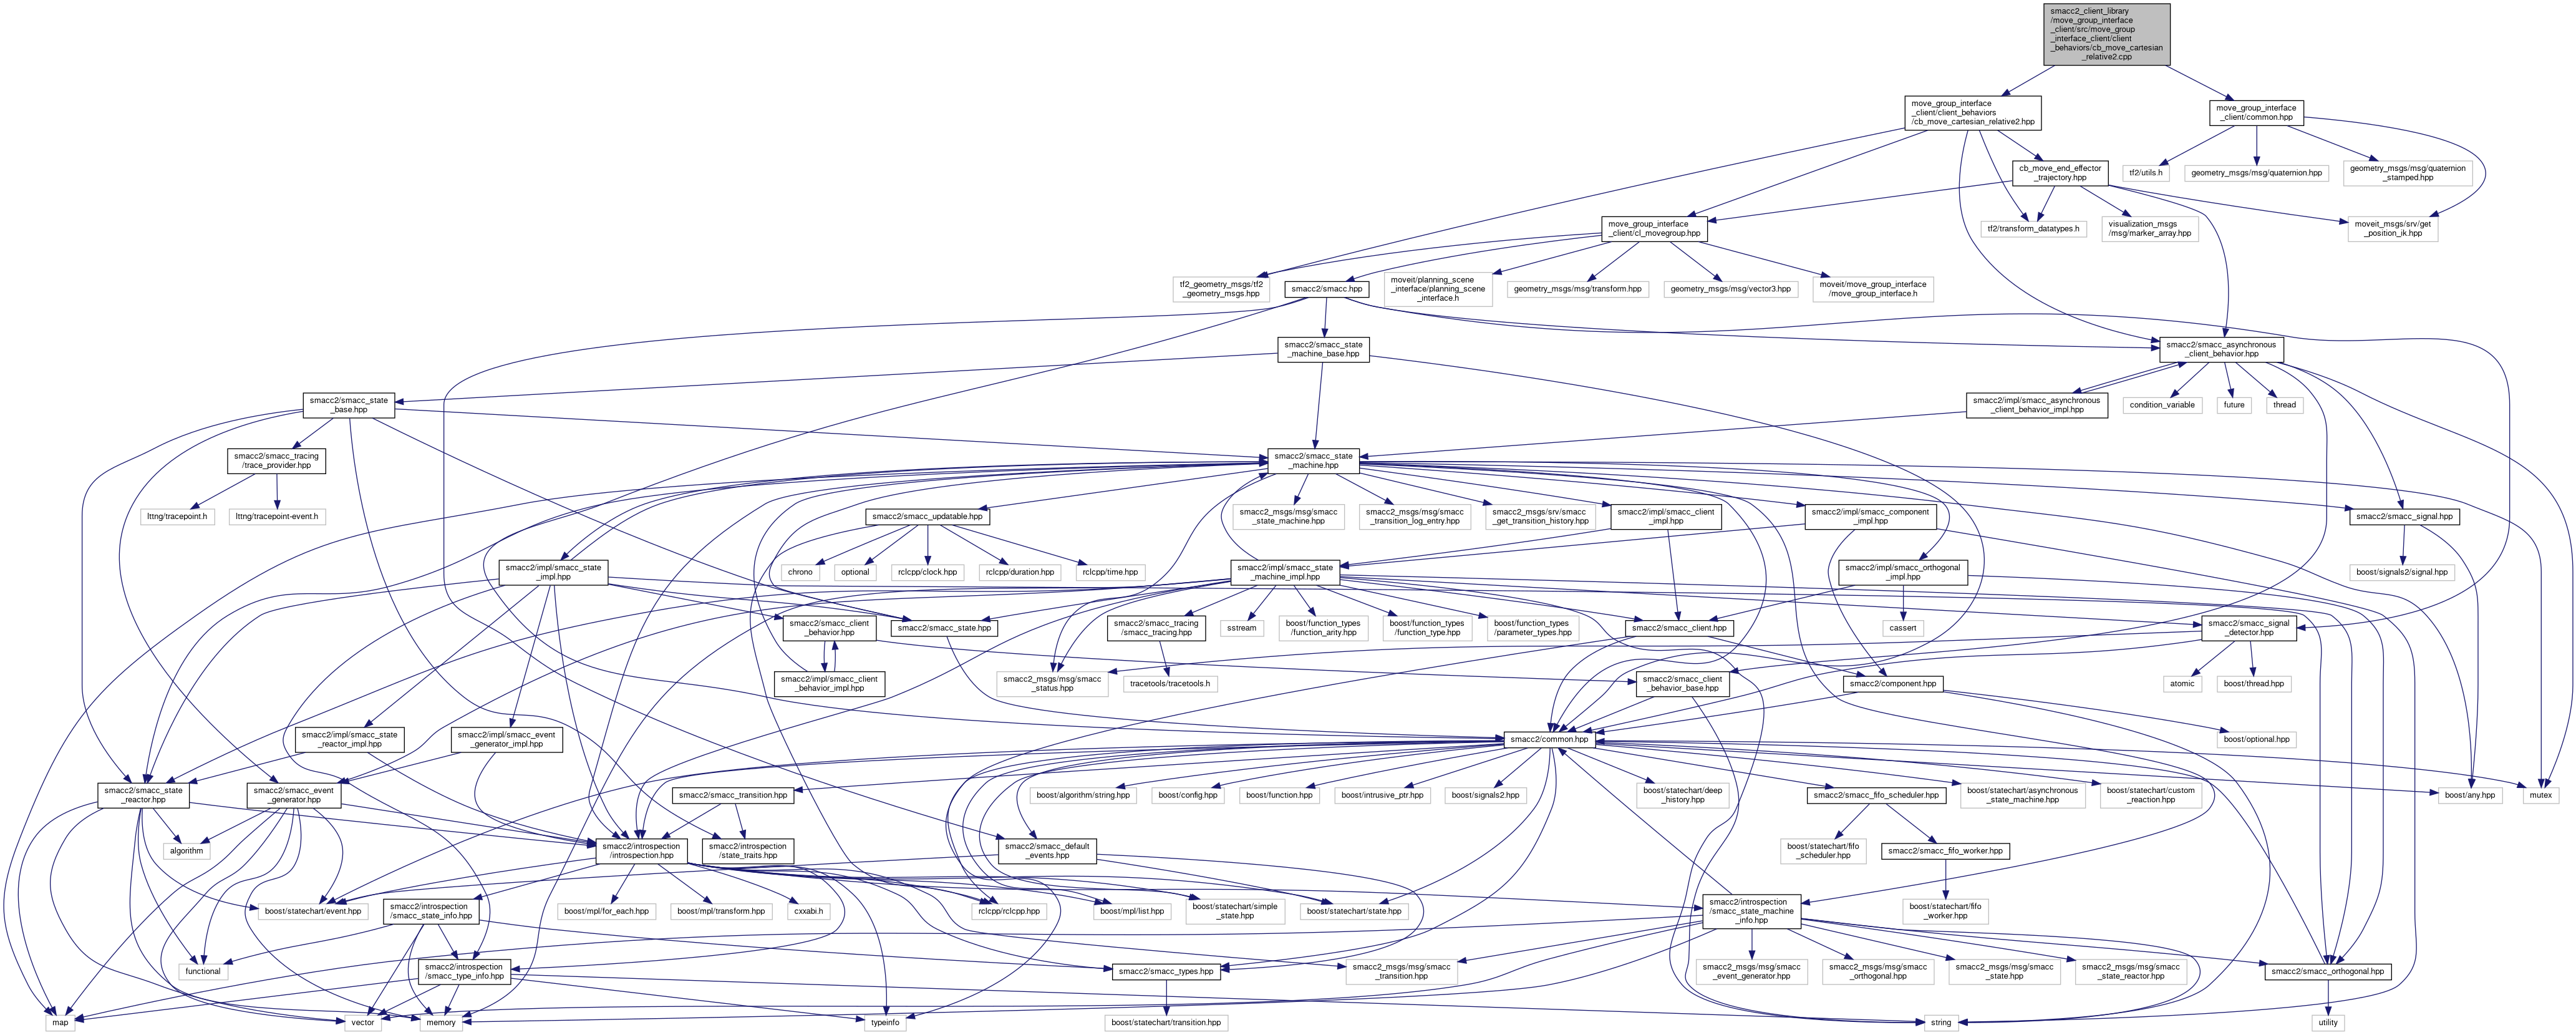 smacc2_client_library
/move_group_interface
_client/src/move_group
_interface_client/client
_behaviors/cb_move_cartesian
_relative2.cpp
move_group_interface
_client/client_behaviors
/cb_move_cartesian_relative2.hpp
move_group_interface
_client/common.hpp
cb_move_end_effector
_trajectory.hpp
tf2/utils.h
geometry_msgs/msg/quaternion.hpp
geometry_msgs/msg/quaternion
_stamped.hpp
move_group_interface
_client/cl_movegroup.hpp
tf2/transform_datatypes.h
visualization_msgs
/msg/marker_array.hpp
moveit_msgs/srv/get
_position_ik.hpp
tf2_geometry_msgs/tf2
_geometry_msgs.hpp
smacc2/smacc.hpp
moveit/planning_scene
_interface/planning_scene
_interface.h
geometry_msgs/msg/transform.hpp
geometry_msgs/msg/vector3.hpp
moveit/move_group_interface
/move_group_interface.h
smacc2/smacc_state
_machine_base.hpp
smacc2/smacc_asynchronous
_client_behavior.hpp
smacc2/smacc_state
_base.hpp
smacc2/impl/smacc_asynchronous
_client_behavior_impl.hpp
condition_variable
future
thread
smacc2/smacc_tracing
/trace_provider.hpp
smacc2/smacc_state
_machine.hpp
lttng/tracepoint.h
lttng/tracepoint-event.h
smacc2/smacc_updatable.hpp
smacc2_msgs/msg/smacc
_state_machine.hpp
smacc2_msgs/msg/smacc
_transition_log_entry.hpp
smacc2_msgs/srv/smacc
_get_transition_history.hpp
smacc2/impl/smacc_client
_impl.hpp
smacc2/impl/smacc_component
_impl.hpp
smacc2/smacc_signal.hpp
smacc2/impl/smacc_state
_impl.hpp
chrono
optional
rclcpp/clock.hpp
rclcpp/duration.hpp
rclcpp/time.hpp
smacc2/impl/smacc_state
_machine_impl.hpp
smacc2/impl/smacc_orthogonal
_impl.hpp
boost/signals2/signal.hpp
smacc2/smacc_client
_behavior.hpp
smacc2/smacc_state.hpp
smacc2/smacc_tracing
/smacc_tracing.hpp
sstream
boost/function_types
/function_arity.hpp
boost/function_types
/function_type.hpp
boost/function_types
/parameter_types.hpp
smacc2/smacc_client.hpp
cassert
smacc2/smacc_signal
_detector.hpp
smacc2/impl/smacc_client
_behavior_impl.hpp
smacc2_msgs/msg/smacc
_status.hpp
tracetools/tracetools.h
smacc2/smacc_client
_behavior_base.hpp
smacc2/component.hpp
atomic
boost/thread.hpp
smacc2/impl/smacc_state
_reactor_impl.hpp
smacc2/impl/smacc_event
_generator_impl.hpp
smacc2/common.hpp
boost/optional.hpp
smacc2/smacc_state
_reactor.hpp
smacc2/smacc_event
_generator.hpp
smacc2/smacc_transition.hpp
boost/algorithm/string.hpp
boost/config.hpp
boost/function.hpp
boost/intrusive_ptr.hpp
boost/signals2.hpp
boost/statechart/deep
_history.hpp
smacc2/smacc_fifo_scheduler.hpp
boost/statechart/asynchronous
_state_machine.hpp
boost/statechart/custom
_reaction.hpp
boost/any.hpp
mutex
algorithm
smacc2/introspection
/introspection.hpp
smacc2/introspection
/state_traits.hpp
smacc2/smacc_default
_events.hpp
boost/statechart/fifo
_scheduler.hpp
smacc2/smacc_fifo_worker.hpp
boost/statechart/event.hpp
smacc2/introspection
/smacc_state_info.hpp
boost/mpl/for_each.hpp
boost/mpl/transform.hpp
cxxabi.h
rclcpp/rclcpp.hpp
boost/mpl/list.hpp
boost/statechart/simple
_state.hpp
boost/statechart/state.hpp
smacc2/introspection
/smacc_state_machine
_info.hpp
boost/statechart/fifo
_worker.hpp
functional
smacc2/introspection
/smacc_type_info.hpp
smacc2/smacc_types.hpp
smacc2_msgs/msg/smacc
_transition.hpp
smacc2_msgs/msg/smacc
_event_generator.hpp
smacc2_msgs/msg/smacc
_orthogonal.hpp
smacc2_msgs/msg/smacc
_state.hpp
smacc2_msgs/msg/smacc
_state_reactor.hpp
smacc2/smacc_orthogonal.hpp
map
vector
memory
typeinfo
boost/statechart/transition.hpp
string
utility